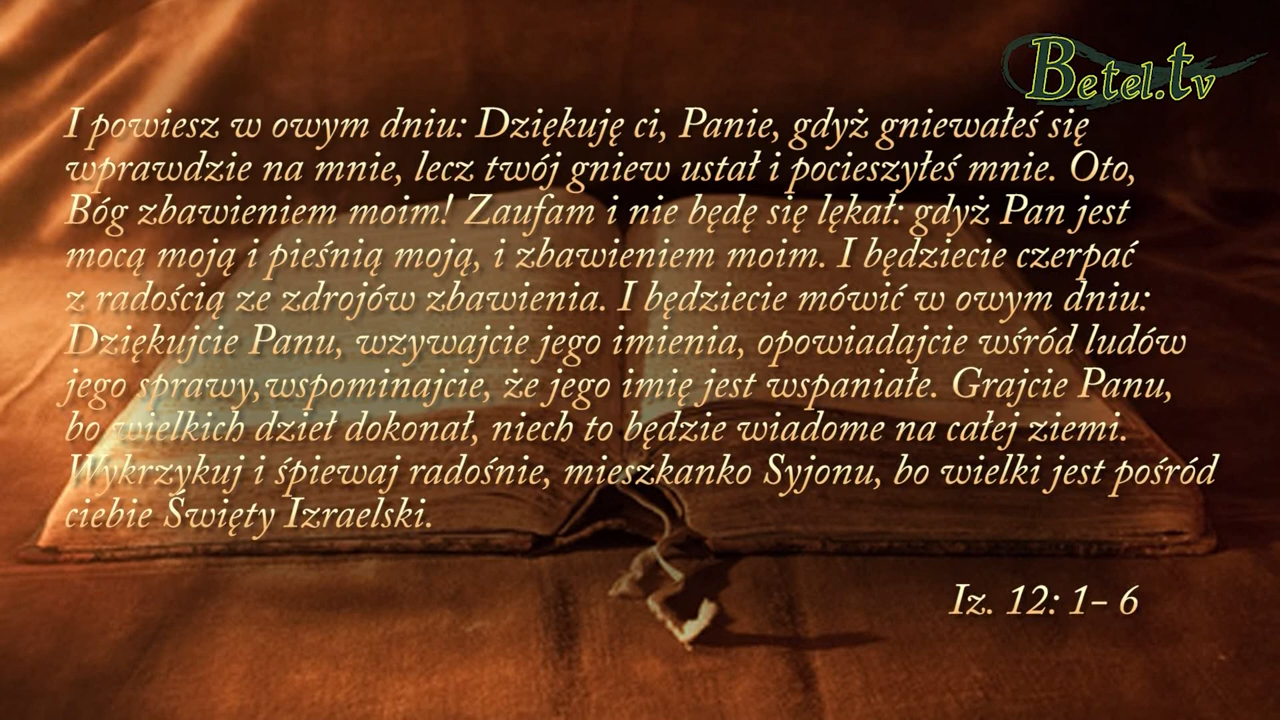 Betel.tv
I powiesz w owym dniu: Dziękuję ci, Panie, gdyż gniewałeś się
wprawdzie na mnie, lecz twój gniew ustał i pocieszyłeś mnie. Oto,
Bóg zbawieniem moim! Zaufam i nie będę się lękał: gdyż Pan jest
mocą moją i pieśnią moją, i zbawieniem moim. I będziecie czerpać
z radością ze zdrojów zbawienia. I będziecie mówić w owym dniu:
Dziękujcie Panu, wzywajcie jego imienia, opowiadajcie wśród ludów
jego sprawy,wspominajcie, że jego imię jest wspaniałe. Grajcie Panu,
bo wielkich dzieł dokonał, niech to będzie wiadome na całej ziemi.
Wykrzykuj i śpiewaj radośnie, mieszkanko Syjonu, bo wielki jest pośród
ciebie Święty Izraelski.
Iz. 12: 1- 6